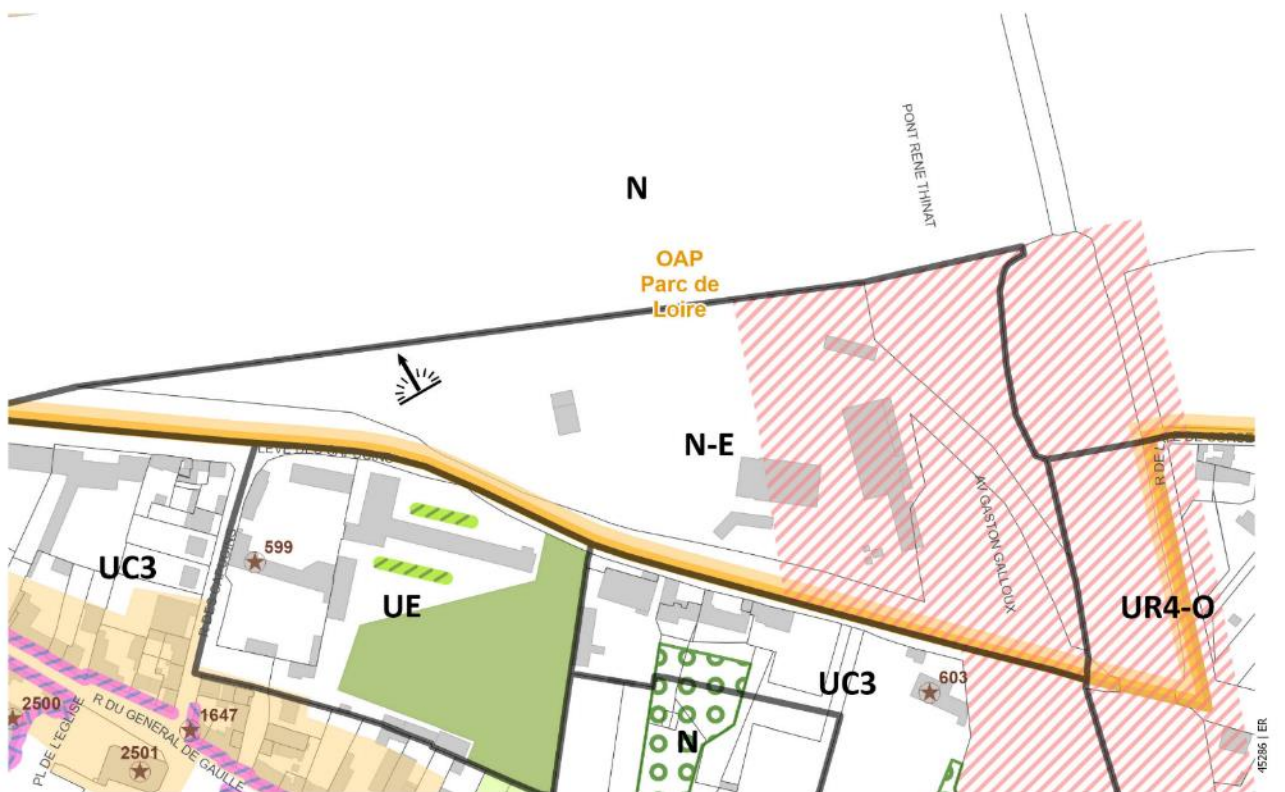 PONT RENE THINAT
N
OAP
Parc de
Loire
N-E
AV GASTON GALLOUX
UC3
599
UE
UR4-O
UC3
603
2500
1647
2501
PL DE L'EGLISE
R DU GENERAL DE GAULLE
N
45286 | ER